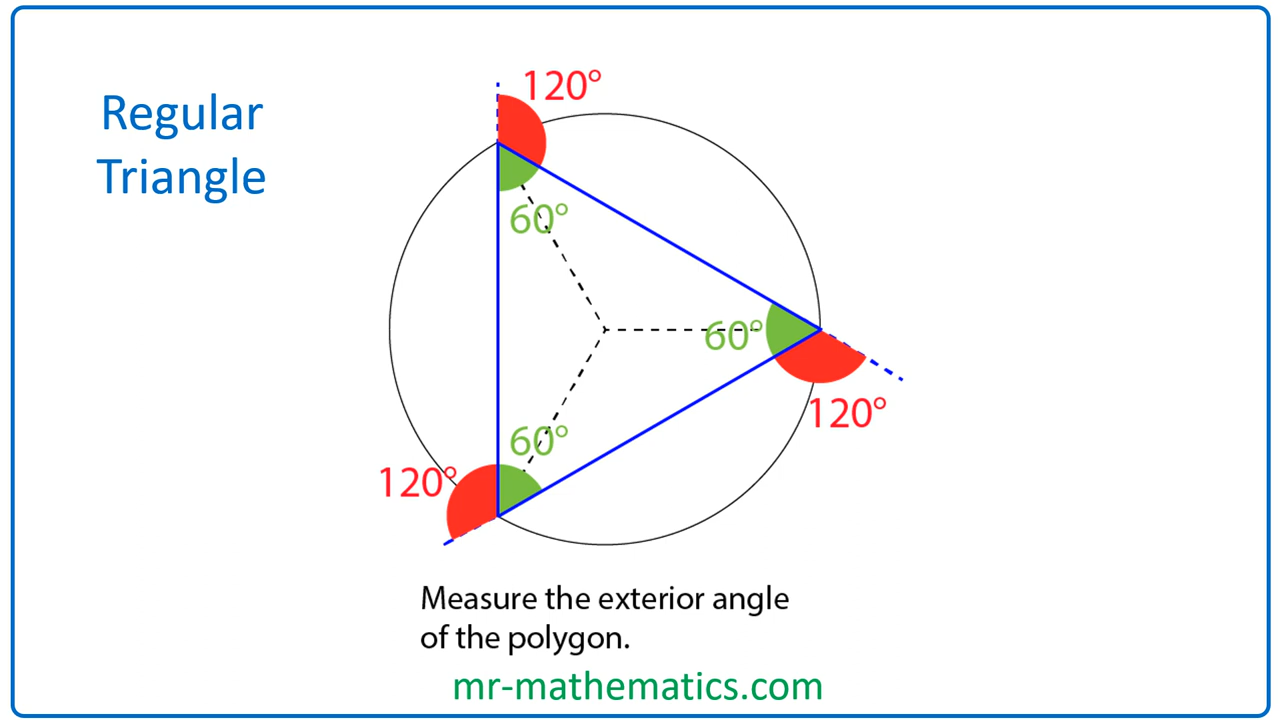 Regular
Triangle
120°
60°
60°
120°
60°
120°
Measure the exterior angle
of the polygon.
mr-mathematics.com